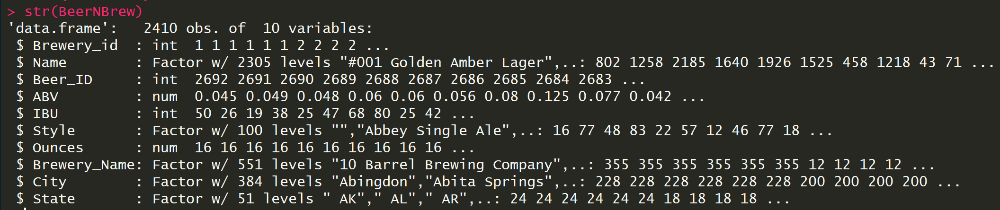 > str(BeerNBrew)
'data.frame':   2410 obs. of  10 variables:
 $ Brewery_id  : int  1 1 1 1 1 1 2 2 2 2 ...
 $ Name        : Factor w/ 2305 levels "#001 Golden Amber Lager",..: 802 1258 2185 1640 1926 1525 458 1218 43 71 ...
 $ Beer_ID     : int  2692 2691 2690 2689 2688 2687 2686 2685 2684 2683 ...
 $ ABV         : num  0.045 0.049 0.048 0.06 0.06 0.056 0.08 0.125 0.077 0.042 ...
 $ IBU         : int  50 26 19 38 25 47 68 80 25 42 ...
 $ Style       : Factor w/ 100 levels "","Abbey Single Ale",..: 16 77 48 83 22 57 12 46 77 18 ...
 $ Ounces      : num  16 16 16 16 16 16 16 16 16 16 ...
 $ Brewery_Name: Factor w/ 551 levels "10 Barrel Brewing Company",..: 355 355 355 355 355 355 12 12 12 12 ...
 $ City        : Factor w/ 384 levels "Abingdon","Abita Springs",..: 228 228 228 228 228 228 200 200 200 200 ...
 $ State       : Factor w/ 51 levels " AK"," AL"," AR",..: 24 24 24 24 24 24 18 18 18 18 ...